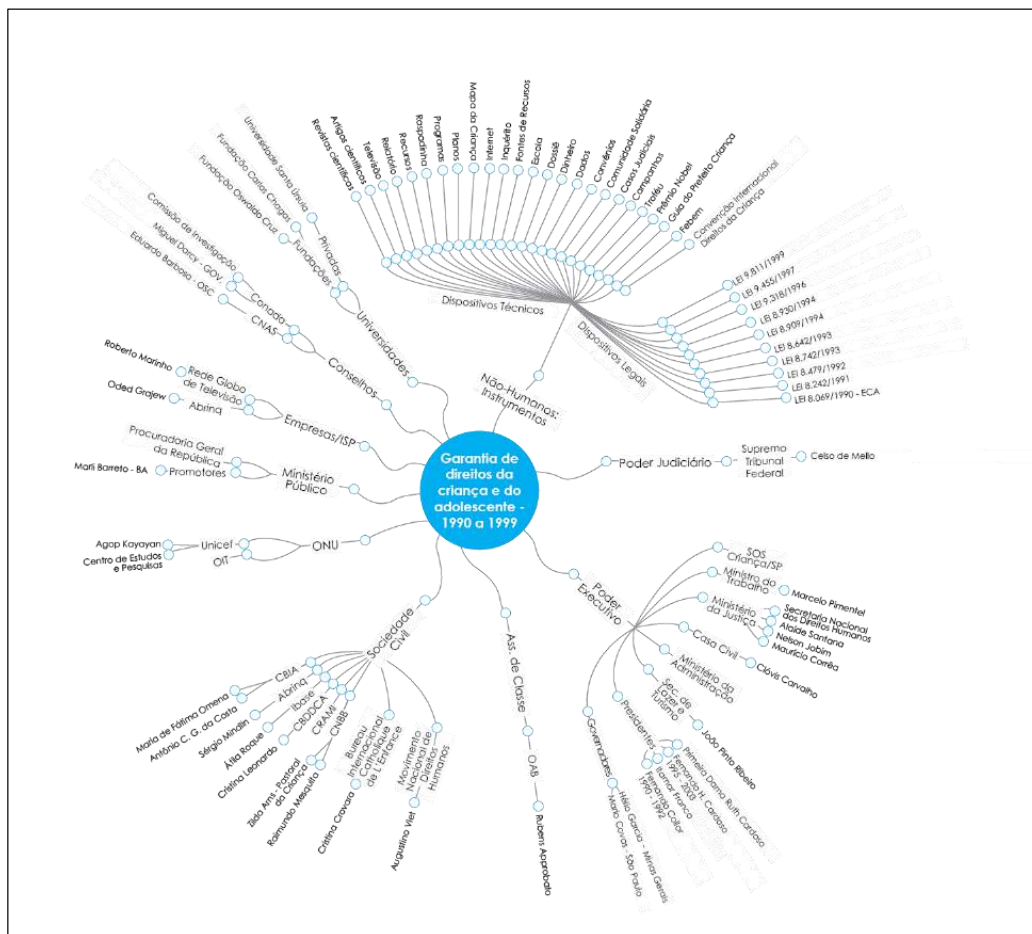 Garantia de
direitos da
criança e do
adolescente -
1990 a 1999
Não-Humanos:
Instrumentos
Dispositivos Técnicos
Revistas científicas
Artigos científicos
Televisão
Relatório
Recursos
Raspadinha
Programas
Planos
Mapa da Criança
Internet
Inquérito
Fontes de Recursos
Escola
Dossiê
Dinheiro
Dados
Convênios
Comunidade Solidária
Casos Judiciais
Campanhas
Troféu
Prêmio Nobel
Guia do Prefeito Criança
Febem
Convenção Internacional
Direitos da Criança
Dispositivos Legais
LEI 9.811/1999
LEI 9.455/1997
LEI 9.318/1996
LEI 8.930/1994
LEI 8.909/1994
LEI 8.642/1993
LEI 8.742/1993
LEI 8.479/1992
LEI 8.242/1991
LEI 8.069/1990 - ECA
Poder Judiciário
Supremo
Tribunal
Federal
Celso de Mello
Poder
Executivo
SOS
Criança/SP
Ministro do
Trabalho
Marcelo Pimentel
Ministério
da Justiça
Secretaria Nacional
dos Direitos Humanos
Alaíde Santana
Nelson Jobim
Maurício Corrêa
Casa Civil
Clóvis Carvalho
Ministério da
Administração
Sec. de
Lazer e
Turismo
João Pinto Ribeiro
Presidentes
Primeira Dama Ruth Cardoso
Fernando H. Cardoso
1995 - 2003
Itamar Franco
Fernando Collor
1990 - 1992
Governadores
Hélio Garcia - Minas Gerais
Mario Covas - São Paulo
Ass. de Classe
OAB
Rubens Approbato
Sociedade
Civil
Movimento
Nacional de
Direitos
Humanos
Augustino Viet
Bureau
Internacional
Catholique
de L'Enfance
Cristina Cravara
CNBB
Zilda Arns - Pastoral
da Criança
Raimundo Mesquita
CRAMI
CBDDCA
Cristina Leonardo
Ibase
Átila Roque
Abrinq
Sérgio Mindlin
CBIA
Maria de Fátima Omena
Antônio C. G. da Costa
ONU
Unicef
OIT
Agop Kayayan
Centro de Estudos
e Pesquisas
Ministério
Público
Procuradoria Geral
da República
Promotores
Marli Barreto - BA
Empresas/ISP
Rede Globo
de Televisão
Roberto Marinho
Abrinq
Oded Grajew
Conselhos
Conada
Comissão de Investigação
CNAS
Miguel Darcy - GOV
Eduardo Barbosa - OSC
Universidades
Privadas
Universidade Santa Úrsula
Fundações
Fundação Carlos Chagas
Fundação Oswaldo Cruz